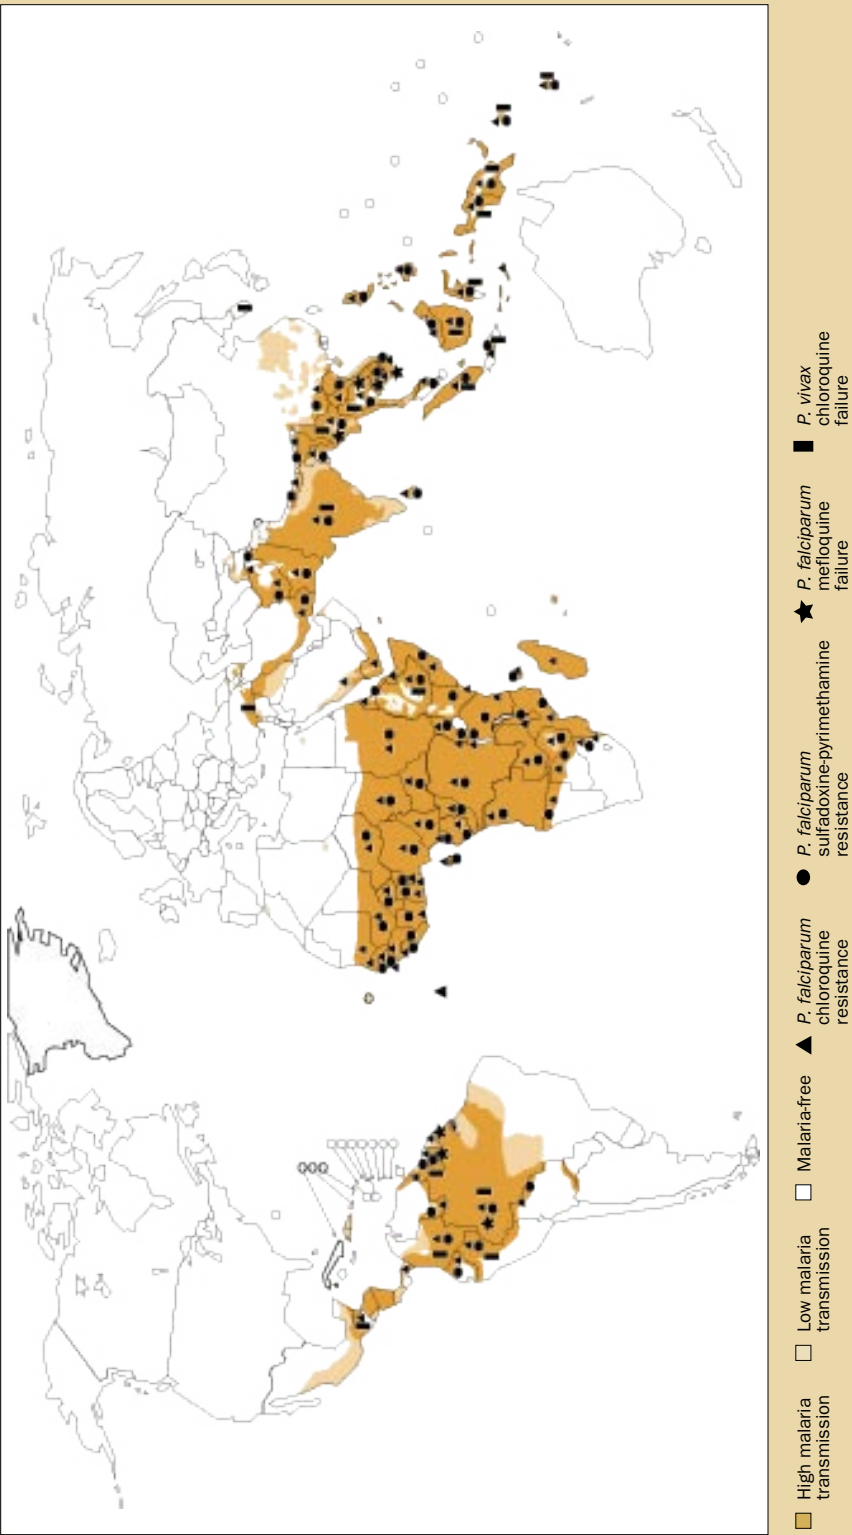 High malaria
transmission
Low malaria
transmission
Malaria-free
P. falciparum
chloroquine
resistance
P. falciparum
sulfadoxine-pyrimethamine
resistance
P. falciparum
mefloquine
failure
P. vivax
chloroquine
failure